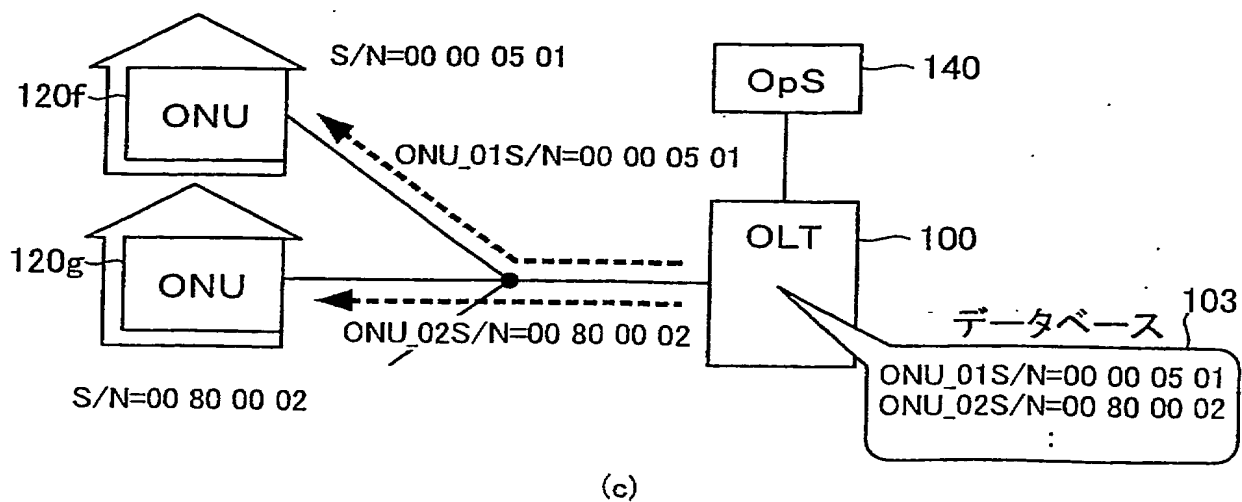 S/N=00 00 05 01
120f
ONU
OpS
140
ONU_01S/N=00 00 05 01
120g
ONU
OLT
100
ONU_02S/N=00 80 00 02
データベース
103
S/N=00 80 00 02
ONU_01S/N=00 00 05 01
ONU_02S/N=00 80 00 02
:
(c)